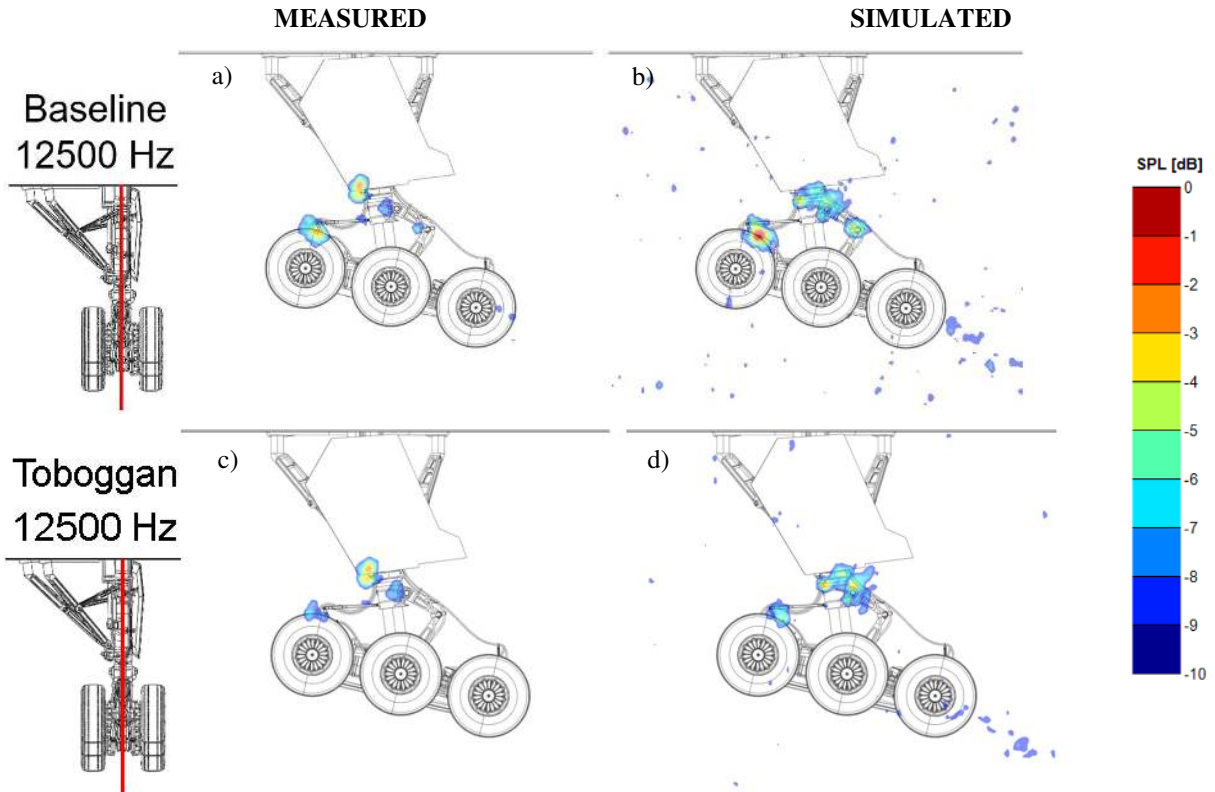 MEASURED
SIMULATED
a)
b)
Baseline
12500 Hz
SPL [dB]
0
-1
-2
-3
-4
-5
-6
-7
-8
-9
-10
c)
d)
Toboggan
12500 Hz